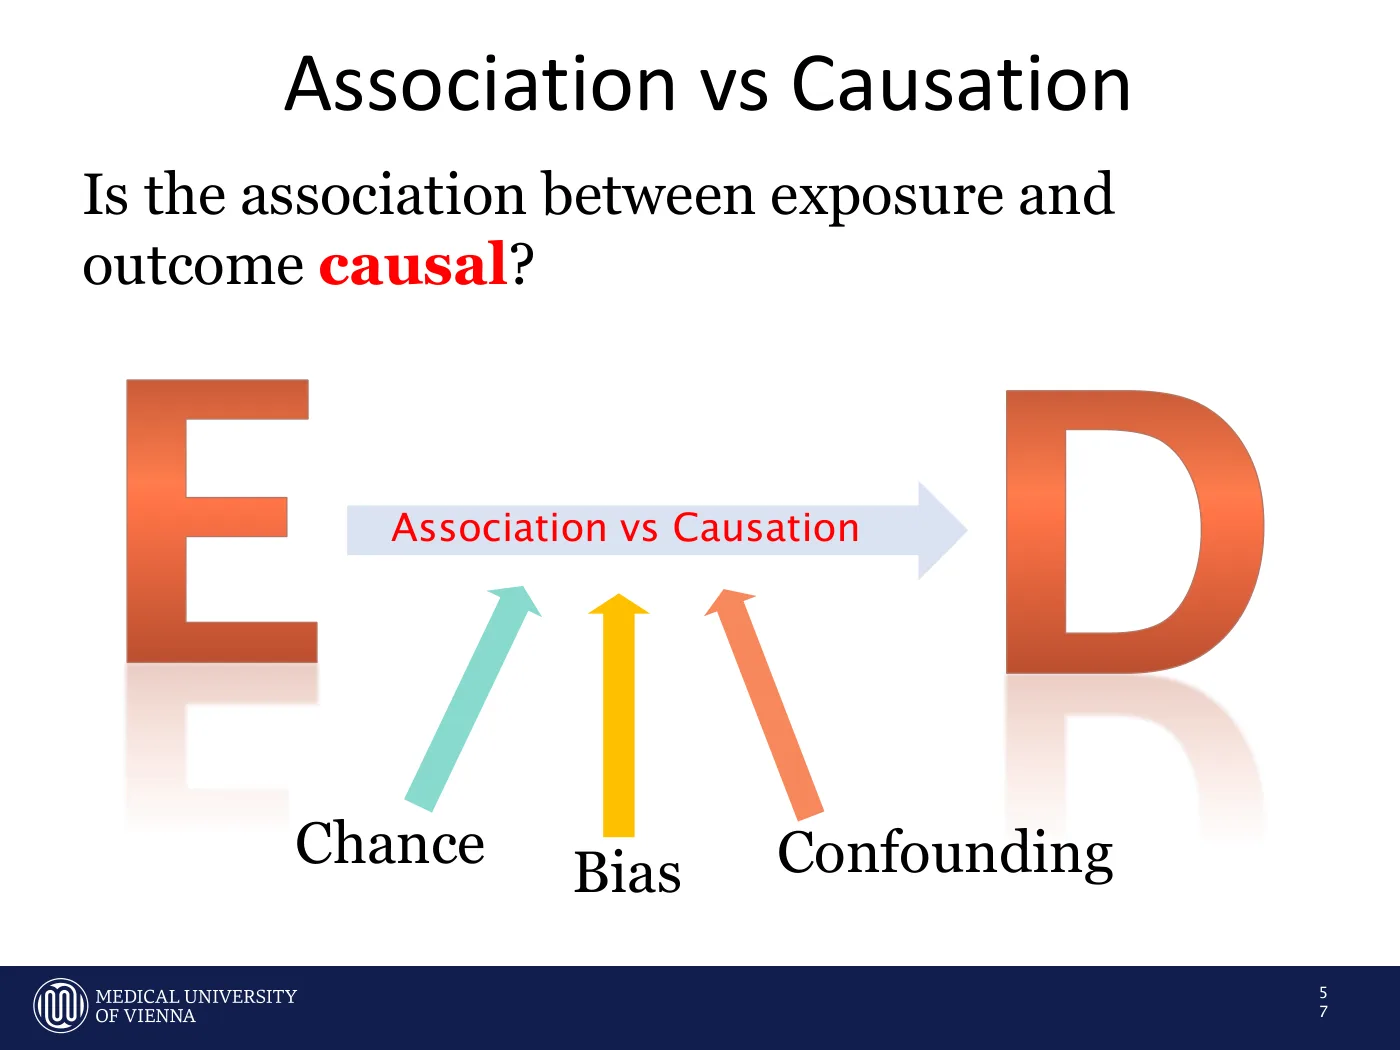 Association vs Causation
Is the association between exposure and
outcome causal?
E
D
Association vs Causation
Chance
Bias
Confounding
MEDICAL UNIVERSITY
OF VIENNA
5
7